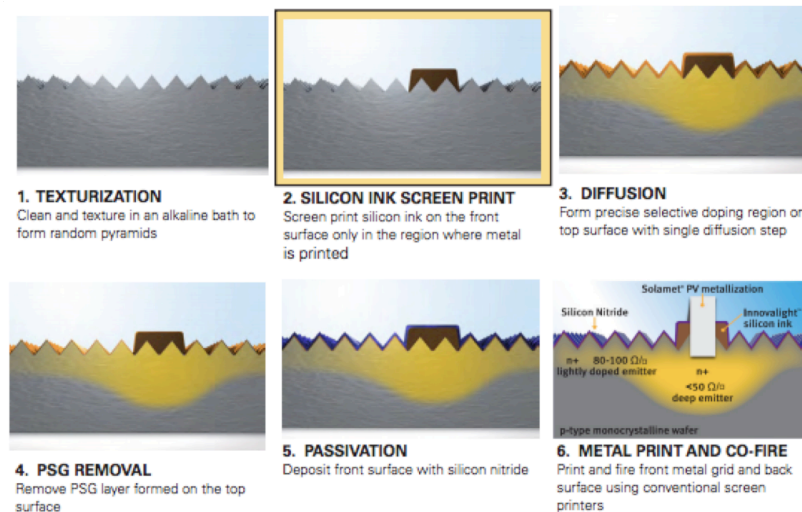 1. TEXTURIZATION
Clean and texture in an alkaline bath to
form random pyramids
2. SILICON INK SCREEN PRINT
Screen print silicon ink on the front
surface only in the region where metal
is printed
3. DIFFUSION
Form precise selective doping region on
top surface with single diffusion step
4. PSG REMOVAL
Remove PSG layer formed on the top
surface
5. PASSIVATION
Deposit front surface with silicon nitride
Solamet® PV metallization
Silicon Nitride
Innovalight™
silicon ink
n+ 80-100 Ω/□
lightly doped emitter
n+
<50 Ω/□
deep emitter
p-type monocrystalline wafer
6. METAL PRINT AND CO-FIRE
Print and fire front metal grid and back
surface using conventional screen
printers